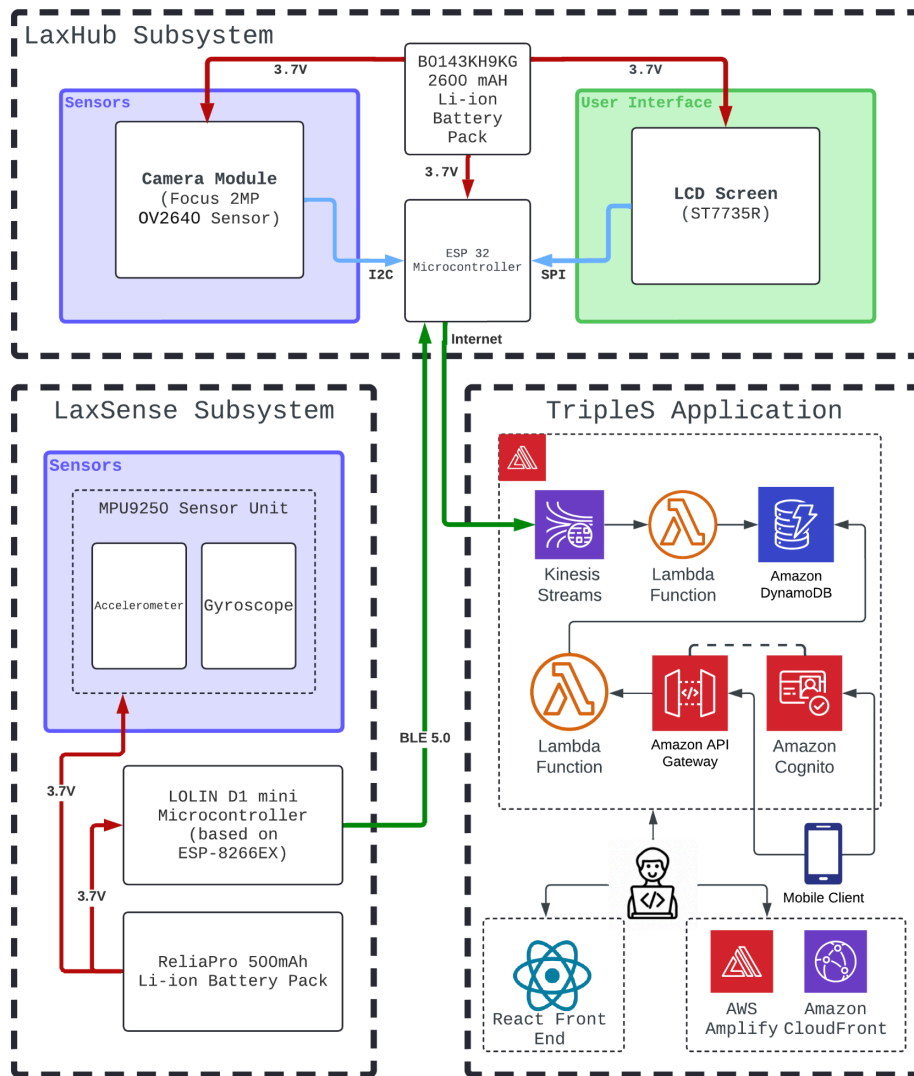 LaxHub Subsystem
BO143KH9KG
2600 mAH
Li-ion
Battery
Pack
3.7V
3.7V
3.7V
Sensors
Camera Module
(Focus 2MP
OV2640 Sensor)
I2C
ESP 32
Microcontroller
SPI
User Interface
LCD Screen
(ST7735R)
Internet
LaxSense Subsystem
Sensors
MPU9250 Sensor Unit
Accelerometer
Gyroscope
BLE 5.0
3.7V
LOLIN D1 mini
Microcontroller
(based on
ESP-8266EX)
3.7V
ReliaPro 500mAh
Li-ion Battery Pack
TripleS Application
Kinesis
Streams
Lambda
Function
Amazon
DynamoDB
Lambda
Function
Amazon API
Gateway
Amazon
Cognito
Mobile Client
React Front
End
AWS
Amplify
Amazon
CloudFront